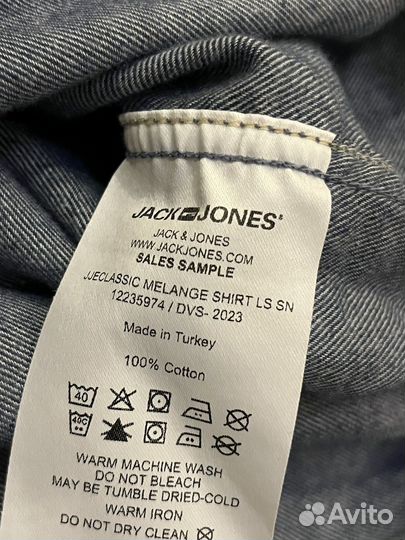 JACK JONES®
JACK & JONES
WWW.JACKJONES.COM
SALES SAMPLE
JJECLASSIC MELANGE SHIRT LS SN
12235974 / DVS- 2023
Made in Turkey
100% Cotton
40
40C
WARM MACHINE WASH
DO NOT BLEACH
MAY BE TUMBLE DRIED-COLD
WARM IRON
DO NOT DRY CLEAN
Avito